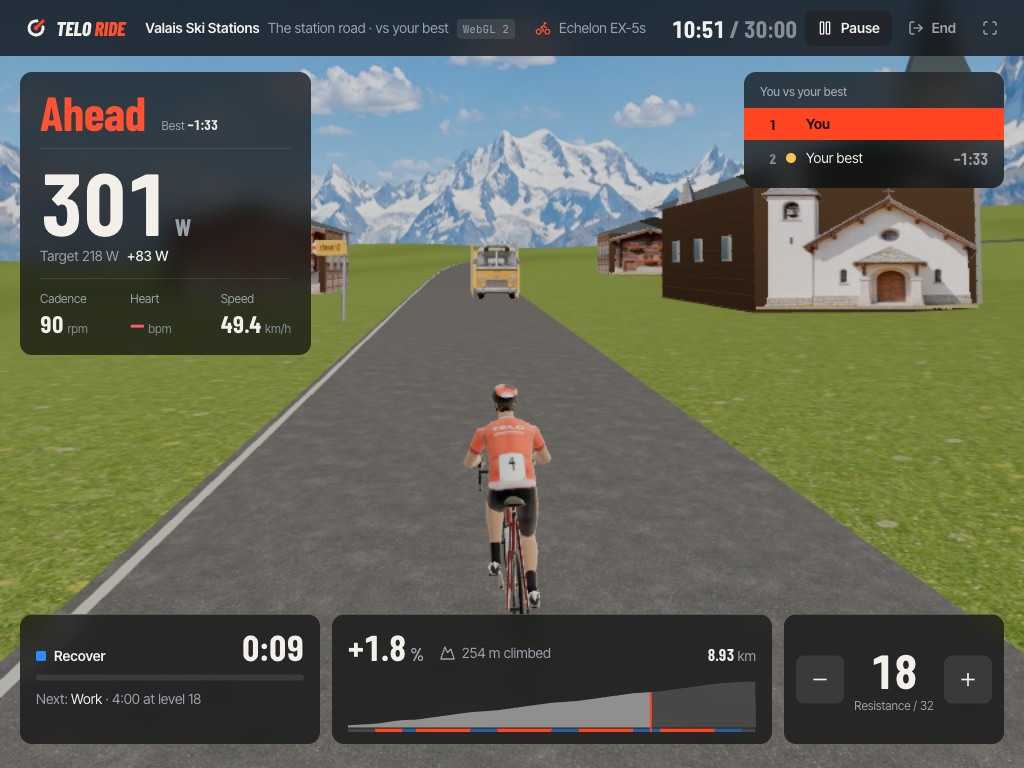 TELO RIDE
Valais Ski Stations The station road · vs your best WebGL 2
Echelon EX-5s
10:51 / 30:00
Pause
End
Ahead Best −1:33
301 W
Target 218 W +83 W
Cadence Heart Speed
90 rpm — bpm 49.4 km/h
You vs your best
1 You
2 Your best −1:33
TELO
4
Recover 0:09
Next: Work · 4:00 at level 18
+1.8 % 254 m climbed 8.93 km
− 18 +
Resistance / 32